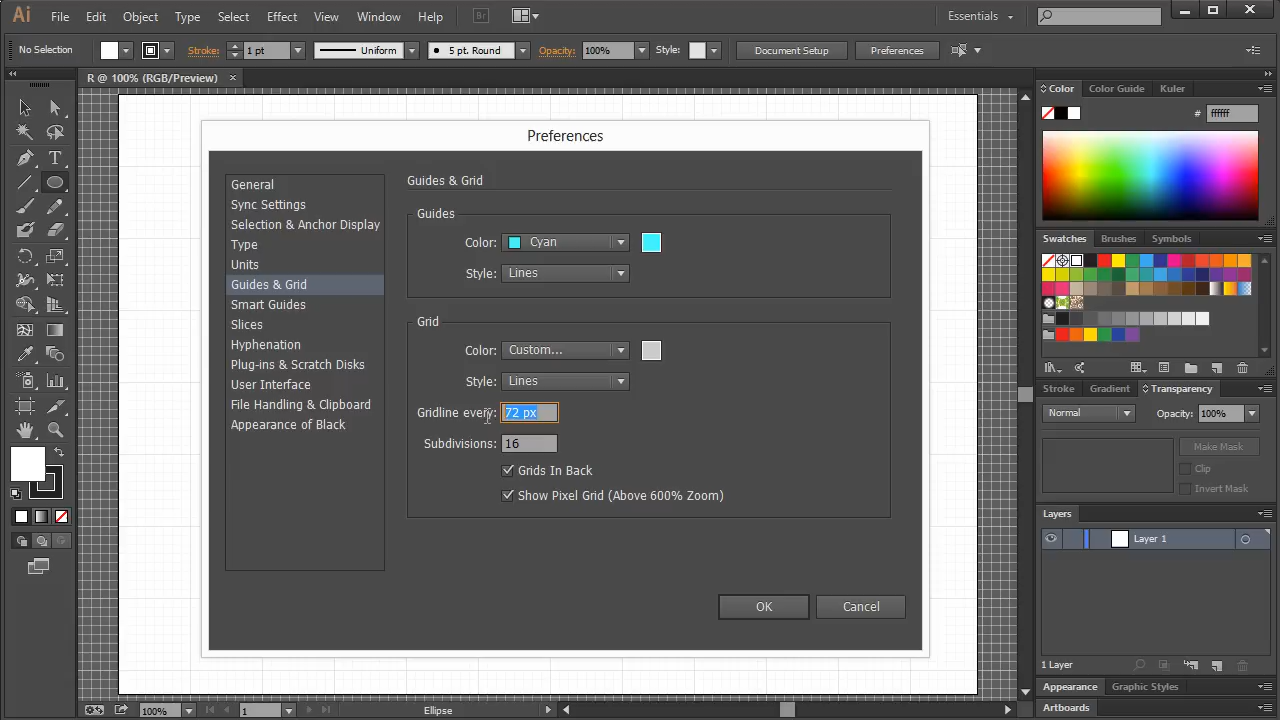 Ai File Edit Object Type Select Effect View Window Help Br Essentials
No Selection Stroke: 1 pt Uniform 5 pt. Round Opacity: 100% Style: Document Setup Preferences
R @ 100% (RGB/Preview)
Preferences
General
Sync Settings
Selection & Anchor Display
Type
Units
Guides & Grid
Smart Guides
Slices
Hyphenation
Plug-ins & Scratch Disks
User Interface
File Handling & Clipboard
Appearance of Black
Guides & Grid
Guides
Color: Cyan
Style: Lines
Grid
Color: Custom...
Style: Lines
Gridline every: 72 px
Subdivisions: 16
Grids In Back
Show Pixel Grid (Above 600% Zoom)
OK Cancel
Color Color Guide Kuler
# ffffff
Swatches Brushes Symbols
Stroke Gradient Transparency
Normal Opacity: 100%
Make Mask
Clip
Invert Mask
Layers
Layer 1
1 Layer
Appearance Graphic Styles
Artboards
100% 1 Ellipse